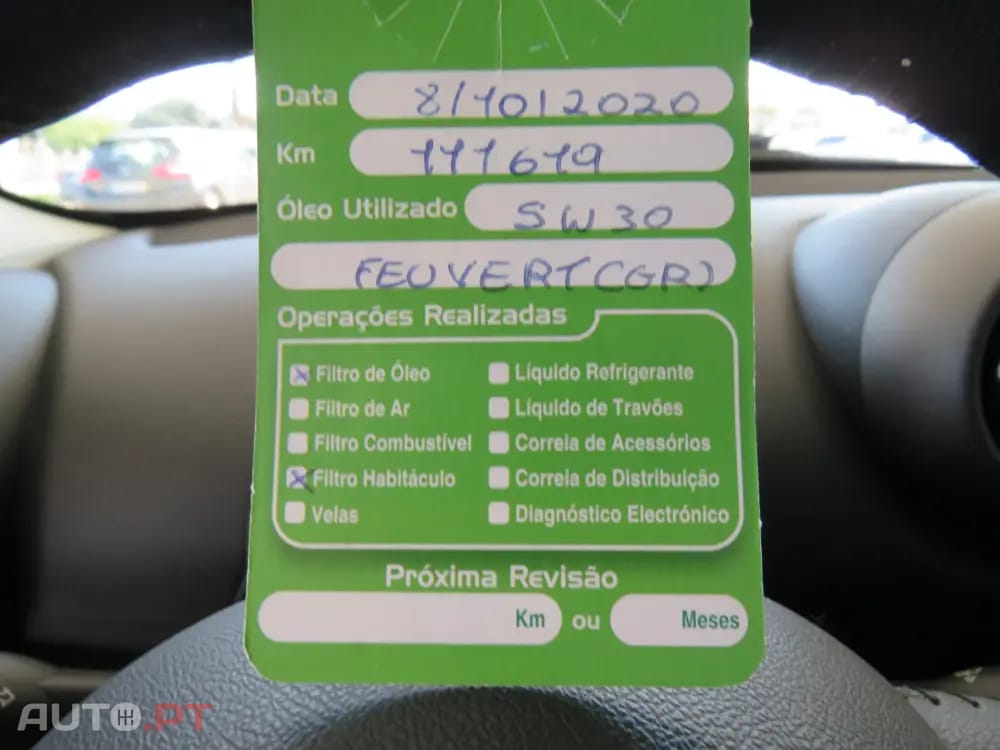 Data 8/10/2020
Km 111619
Óleo Utilizado 5W30
(FEUVERT CGR)
Operações Realizadas
Filtro de Óleo
Filtro de Ar
Filtro Combustível
Filtro Habitáculo
Velas
Líquido Refrigerante
Líquido de Travões
Correia de Acessórios
Correia de Distribuição
Diagnóstico Electrónico
Próxima Revisão
Km ou Meses
AUTO.PT